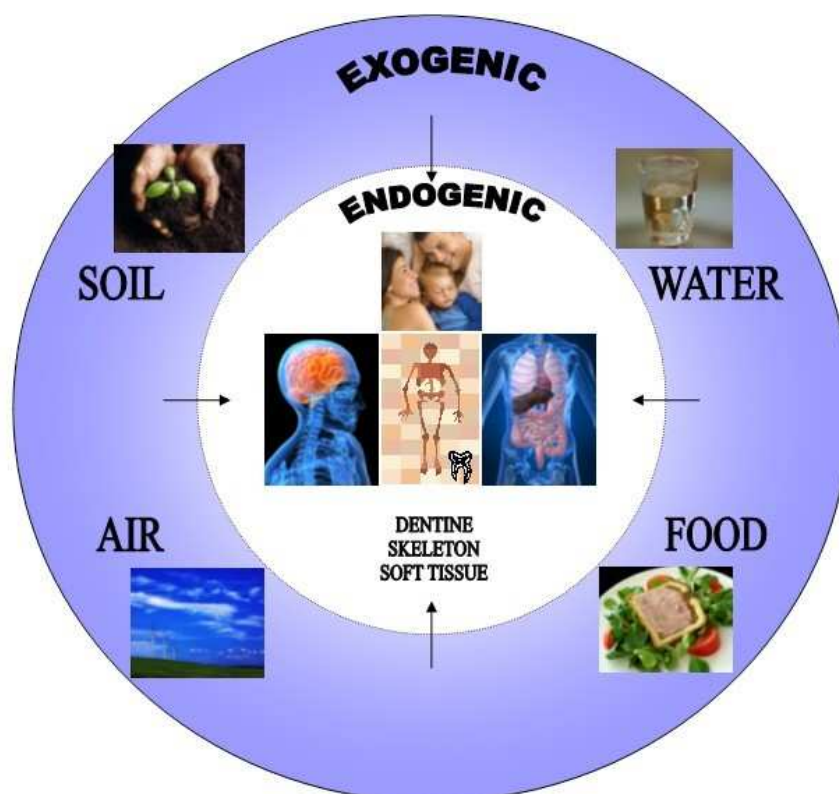 EXOGENIC
ENDOGENIC
SOIL
WATER
AIR
FOOD
DENTINE
SKELETON
SOFT TISSUE